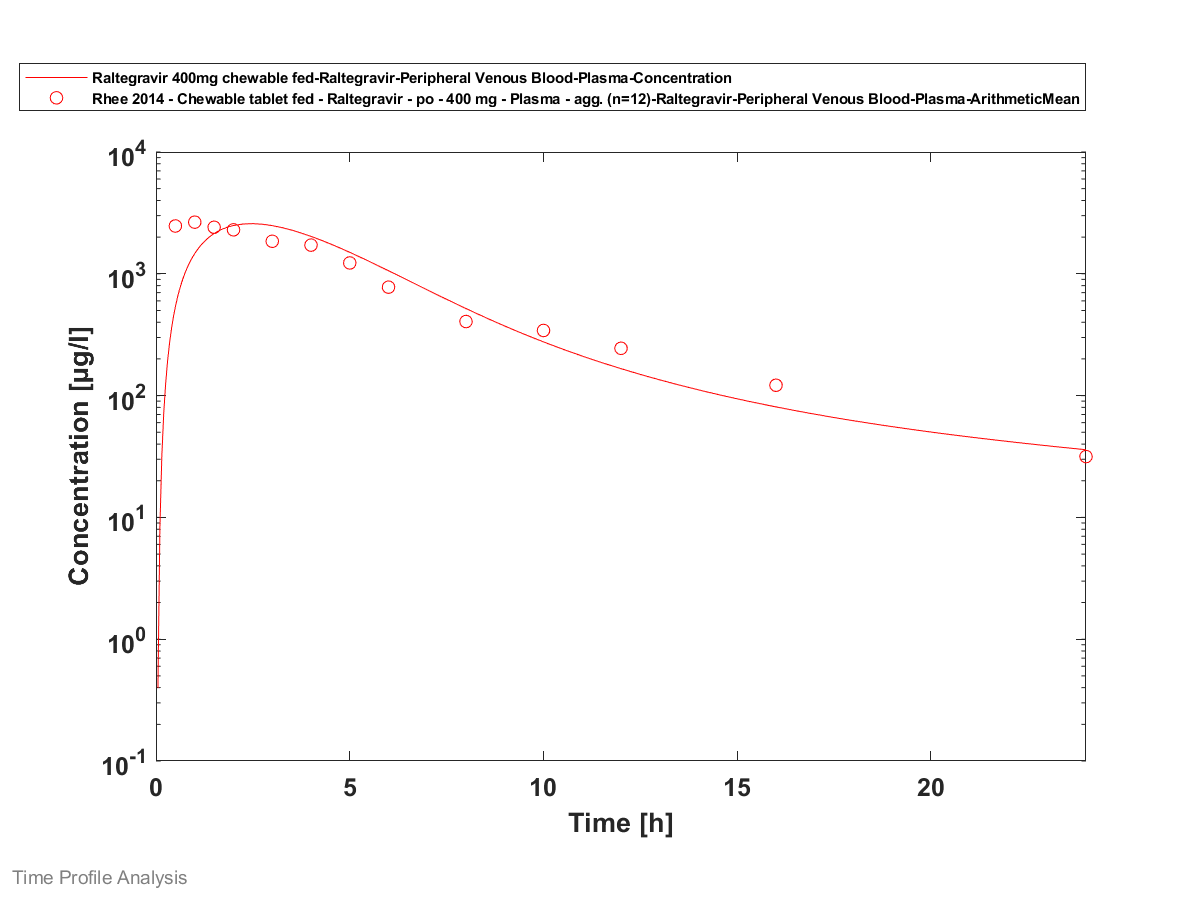 Raltegravir 400mg chewable fed-Raltegravir-Peripheral Venous Blood-Plasma-Concentration
Rhee 2014 - Chewable tablet fed - Raltegravir - po - 400 mg - Plasma - agg. (n=12)-Raltegravir-Peripheral Venous Blood-Plasma-ArithmeticMean
10^4
10^3
10^2
10^1
10^0
10^-1
Concentration [µg/l]
0 5 10 15 20
Time [h]
Time Profile Analysis